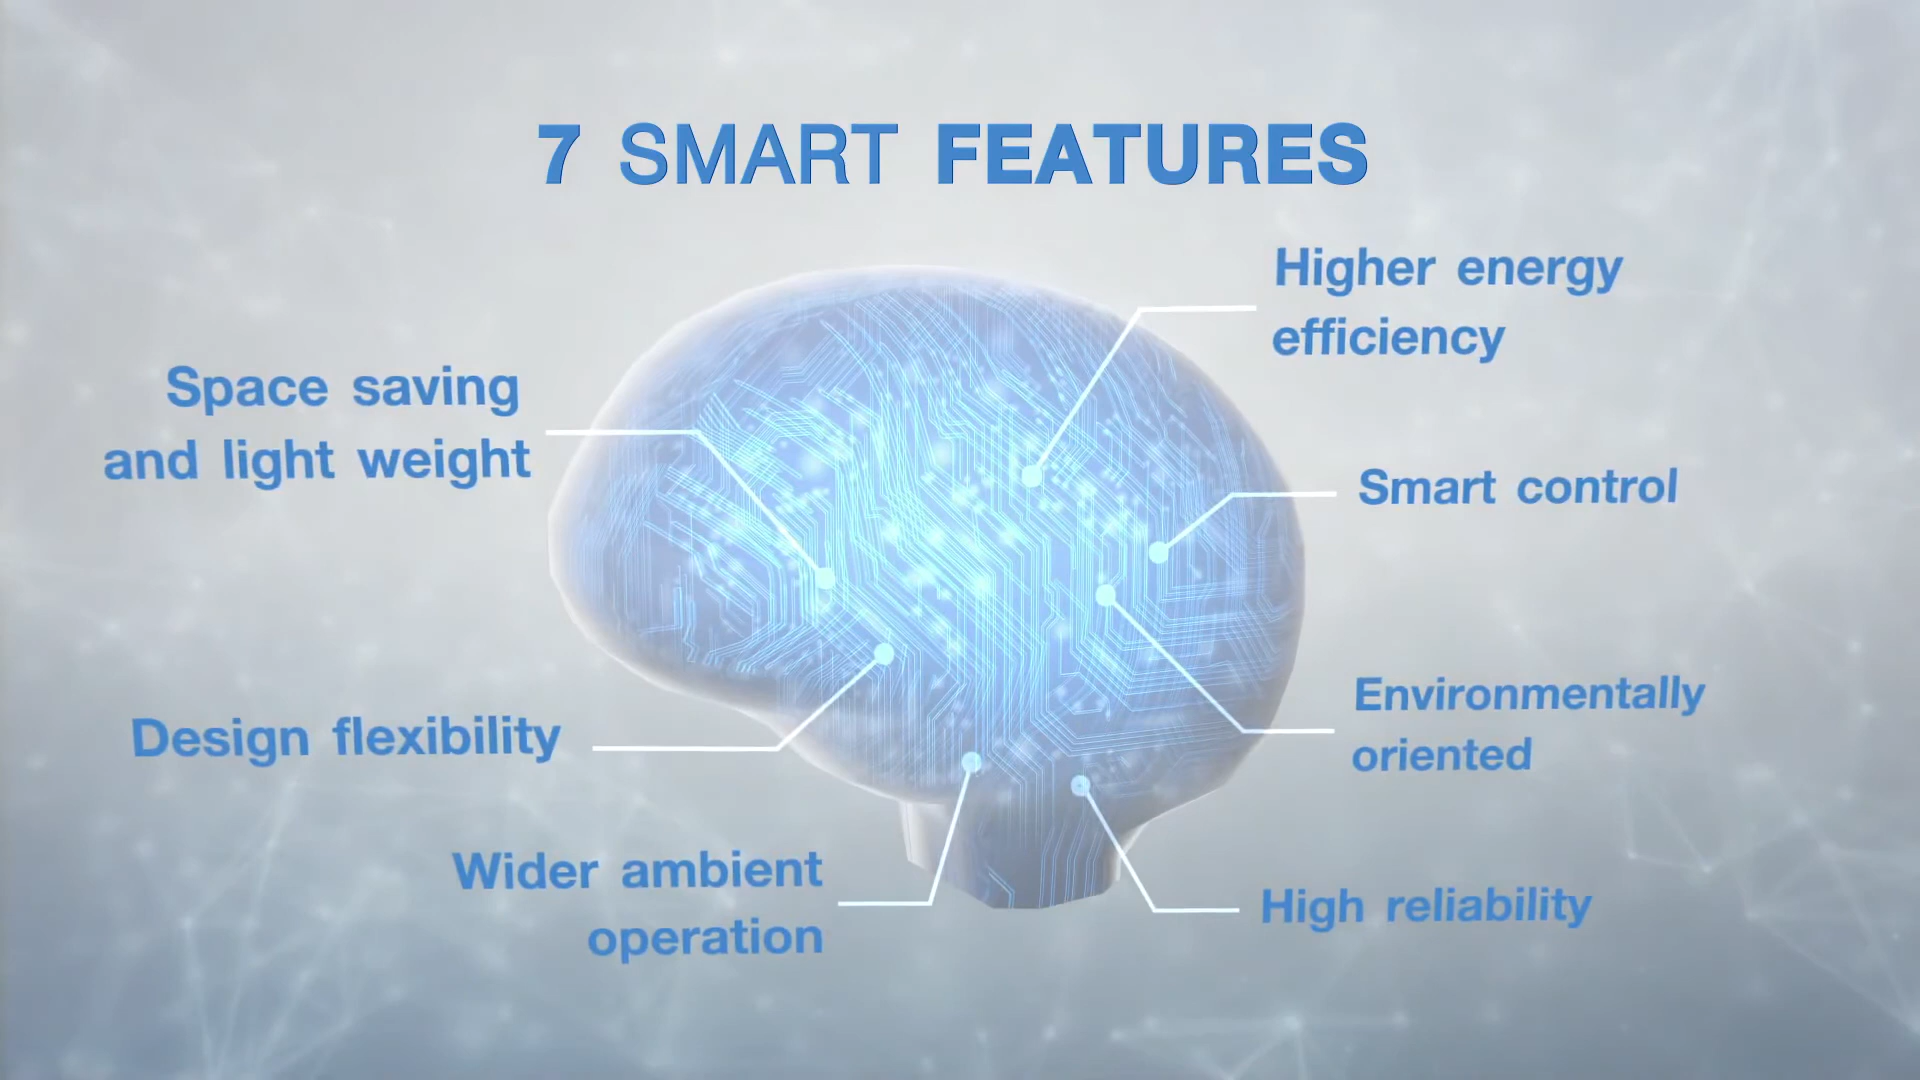 7 SMART FEATURES
Higher energy
efficiency
Space saving
and light weight
Smart control
Environmentally
oriented
Design flexibility
Wider ambient
operation
High reliability